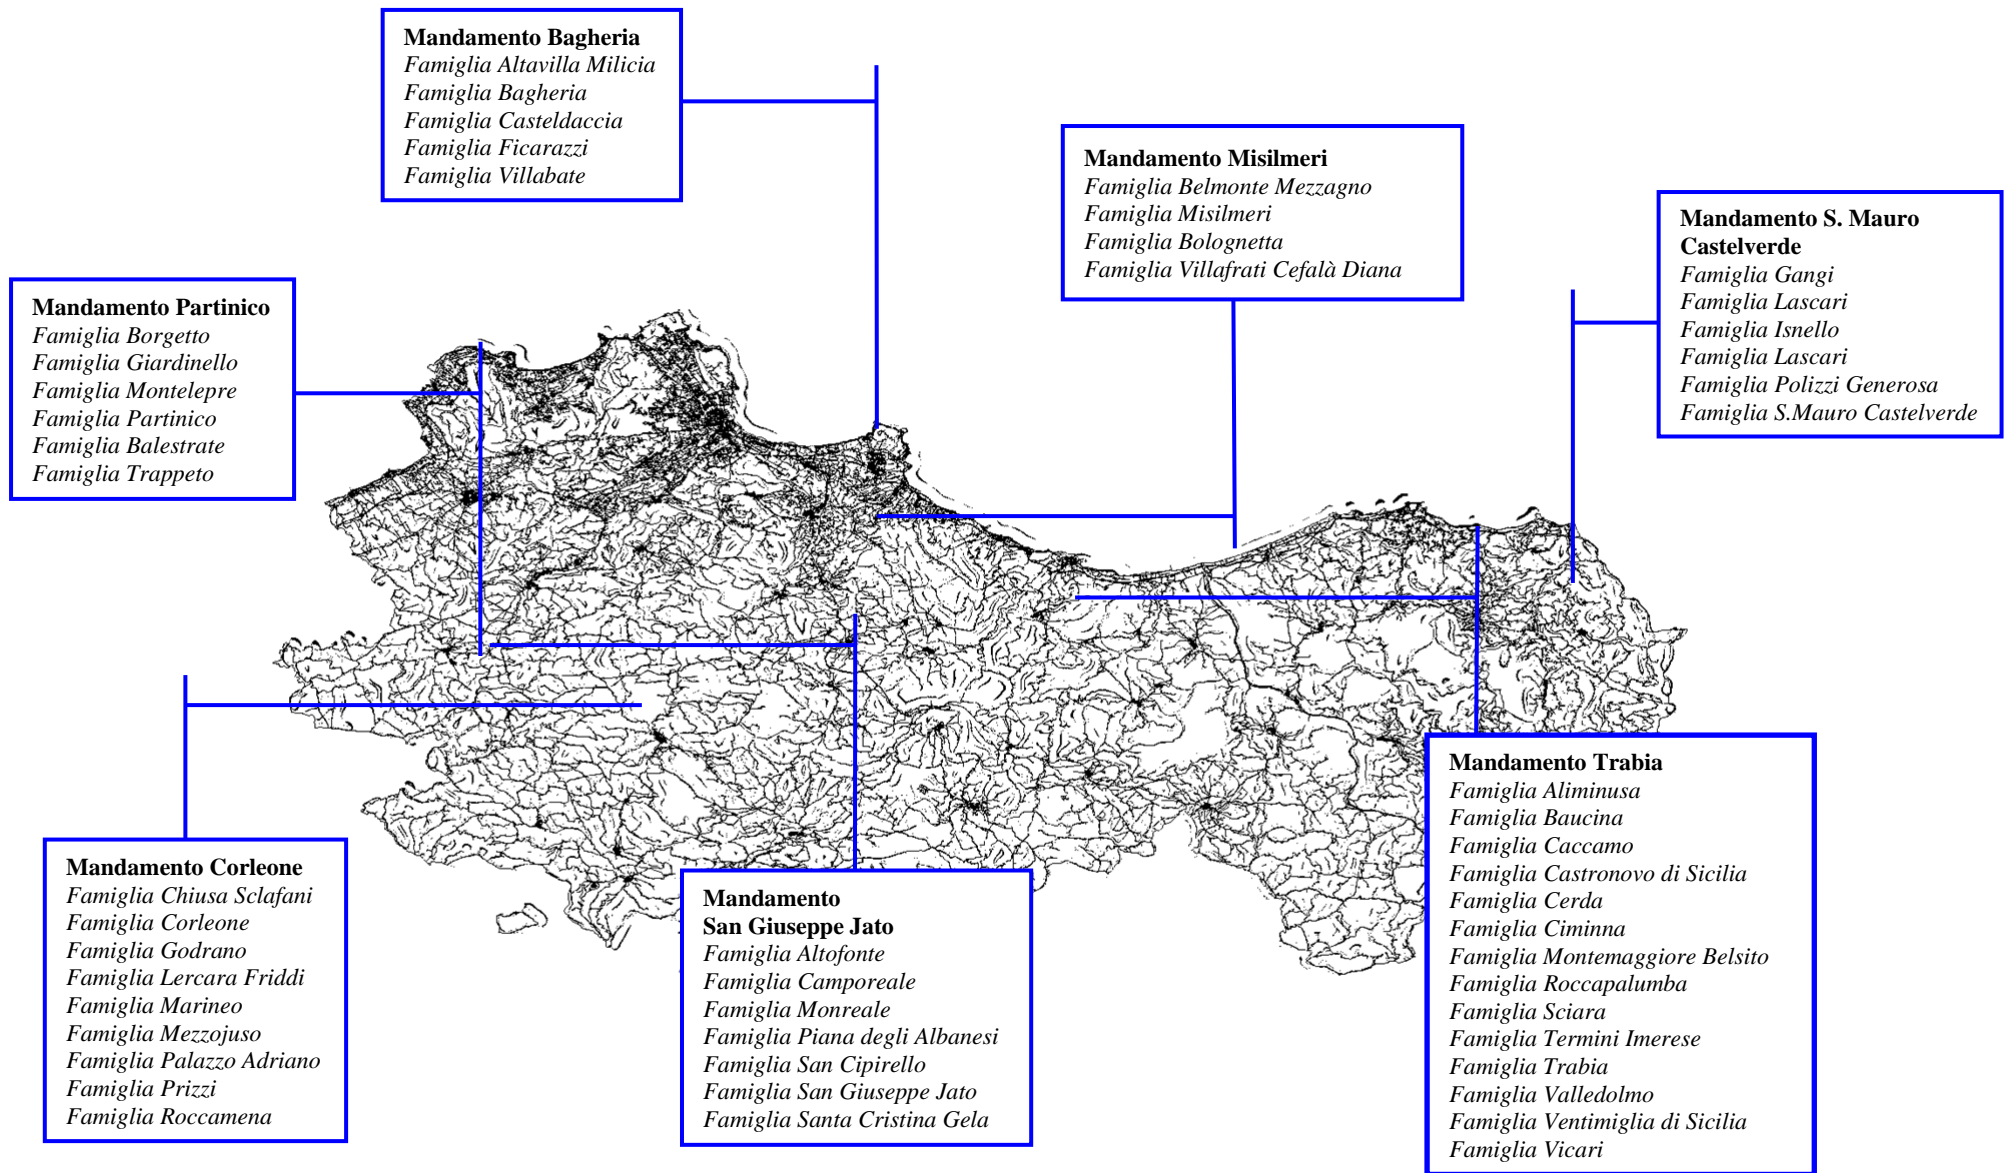 Mandamento Bagheria
Famiglia Altavilla Milicia
Famiglia Bagheria
Famiglia Casteldaccia
Famiglia Ficarazzi
Famiglia Villabate
Mandamento Misilmeri
Famiglia Belmonte Mezzagno
Famiglia Misilmeri
Famiglia Bolognetta
Famiglia Villafrati Cefalà Diana
Mandamento S. Mauro
Castelverde
Famiglia Gangi
Famiglia Lascari
Famiglia Isnello
Famiglia Lascari
Famiglia Polizzi Generosa
Famiglia S.Mauro Castelverde
Mandamento Partinico
Famiglia Borgetto
Famiglia Giardinello
Famiglia Montelepre
Famiglia Partinico
Famiglia Balestrate
Famiglia Trappeto
Mandamento Corleone
Famiglia Chiusa Sclafani
Famiglia Corleone
Famiglia Godrano
Famiglia Lercara Friddi
Famiglia Marineo
Famiglia Mezzojuso
Famiglia Palazzo Adriano
Famiglia Prizzi
Famiglia Roccamena
Mandamento
San Giuseppe Jato
Famiglia Altofonte
Famiglia Camporeale
Famiglia Monreale
Famiglia Piana degli Albanesi
Famiglia San Cipirello
Famiglia San Giuseppe Jato
Famiglia Santa Cristina Gela
Mandamento Trabia
Famiglia Aliminusa
Famiglia Baucina
Famiglia Caccamo
Famiglia Castronovo di Sicilia
Famiglia Cerda
Famiglia Ciminna
Famiglia Montemaggiore Belsito
Famiglia Roccapalumba
Famiglia Sciara
Famiglia Termini Imerese
Famiglia Trabia
Famiglia Valledolmo
Famiglia Ventimiglia di Sicilia
Famiglia Vicari